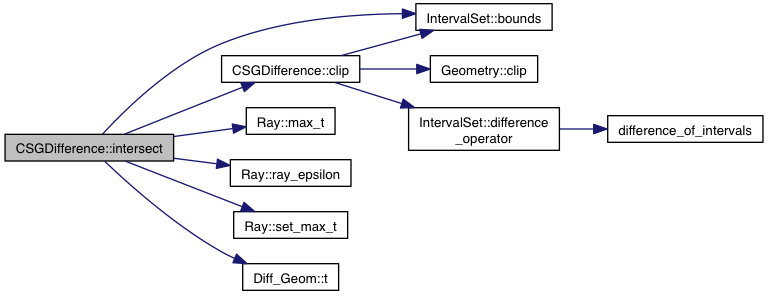 IntervalSet::bounds
CSGDifference::clip
Geometry::clip
Ray::max_t
IntervalSet::difference
_operator
difference_of_intervals
CSGDifference::intersect
Ray::ray_epsilon
Ray::set_max_t
Diff_Geom::t